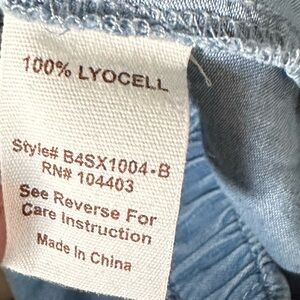 100% LYOCELL
Style# B4SX1004-B
RN# 104403
See Reverse For
Care Instruction
Made In China